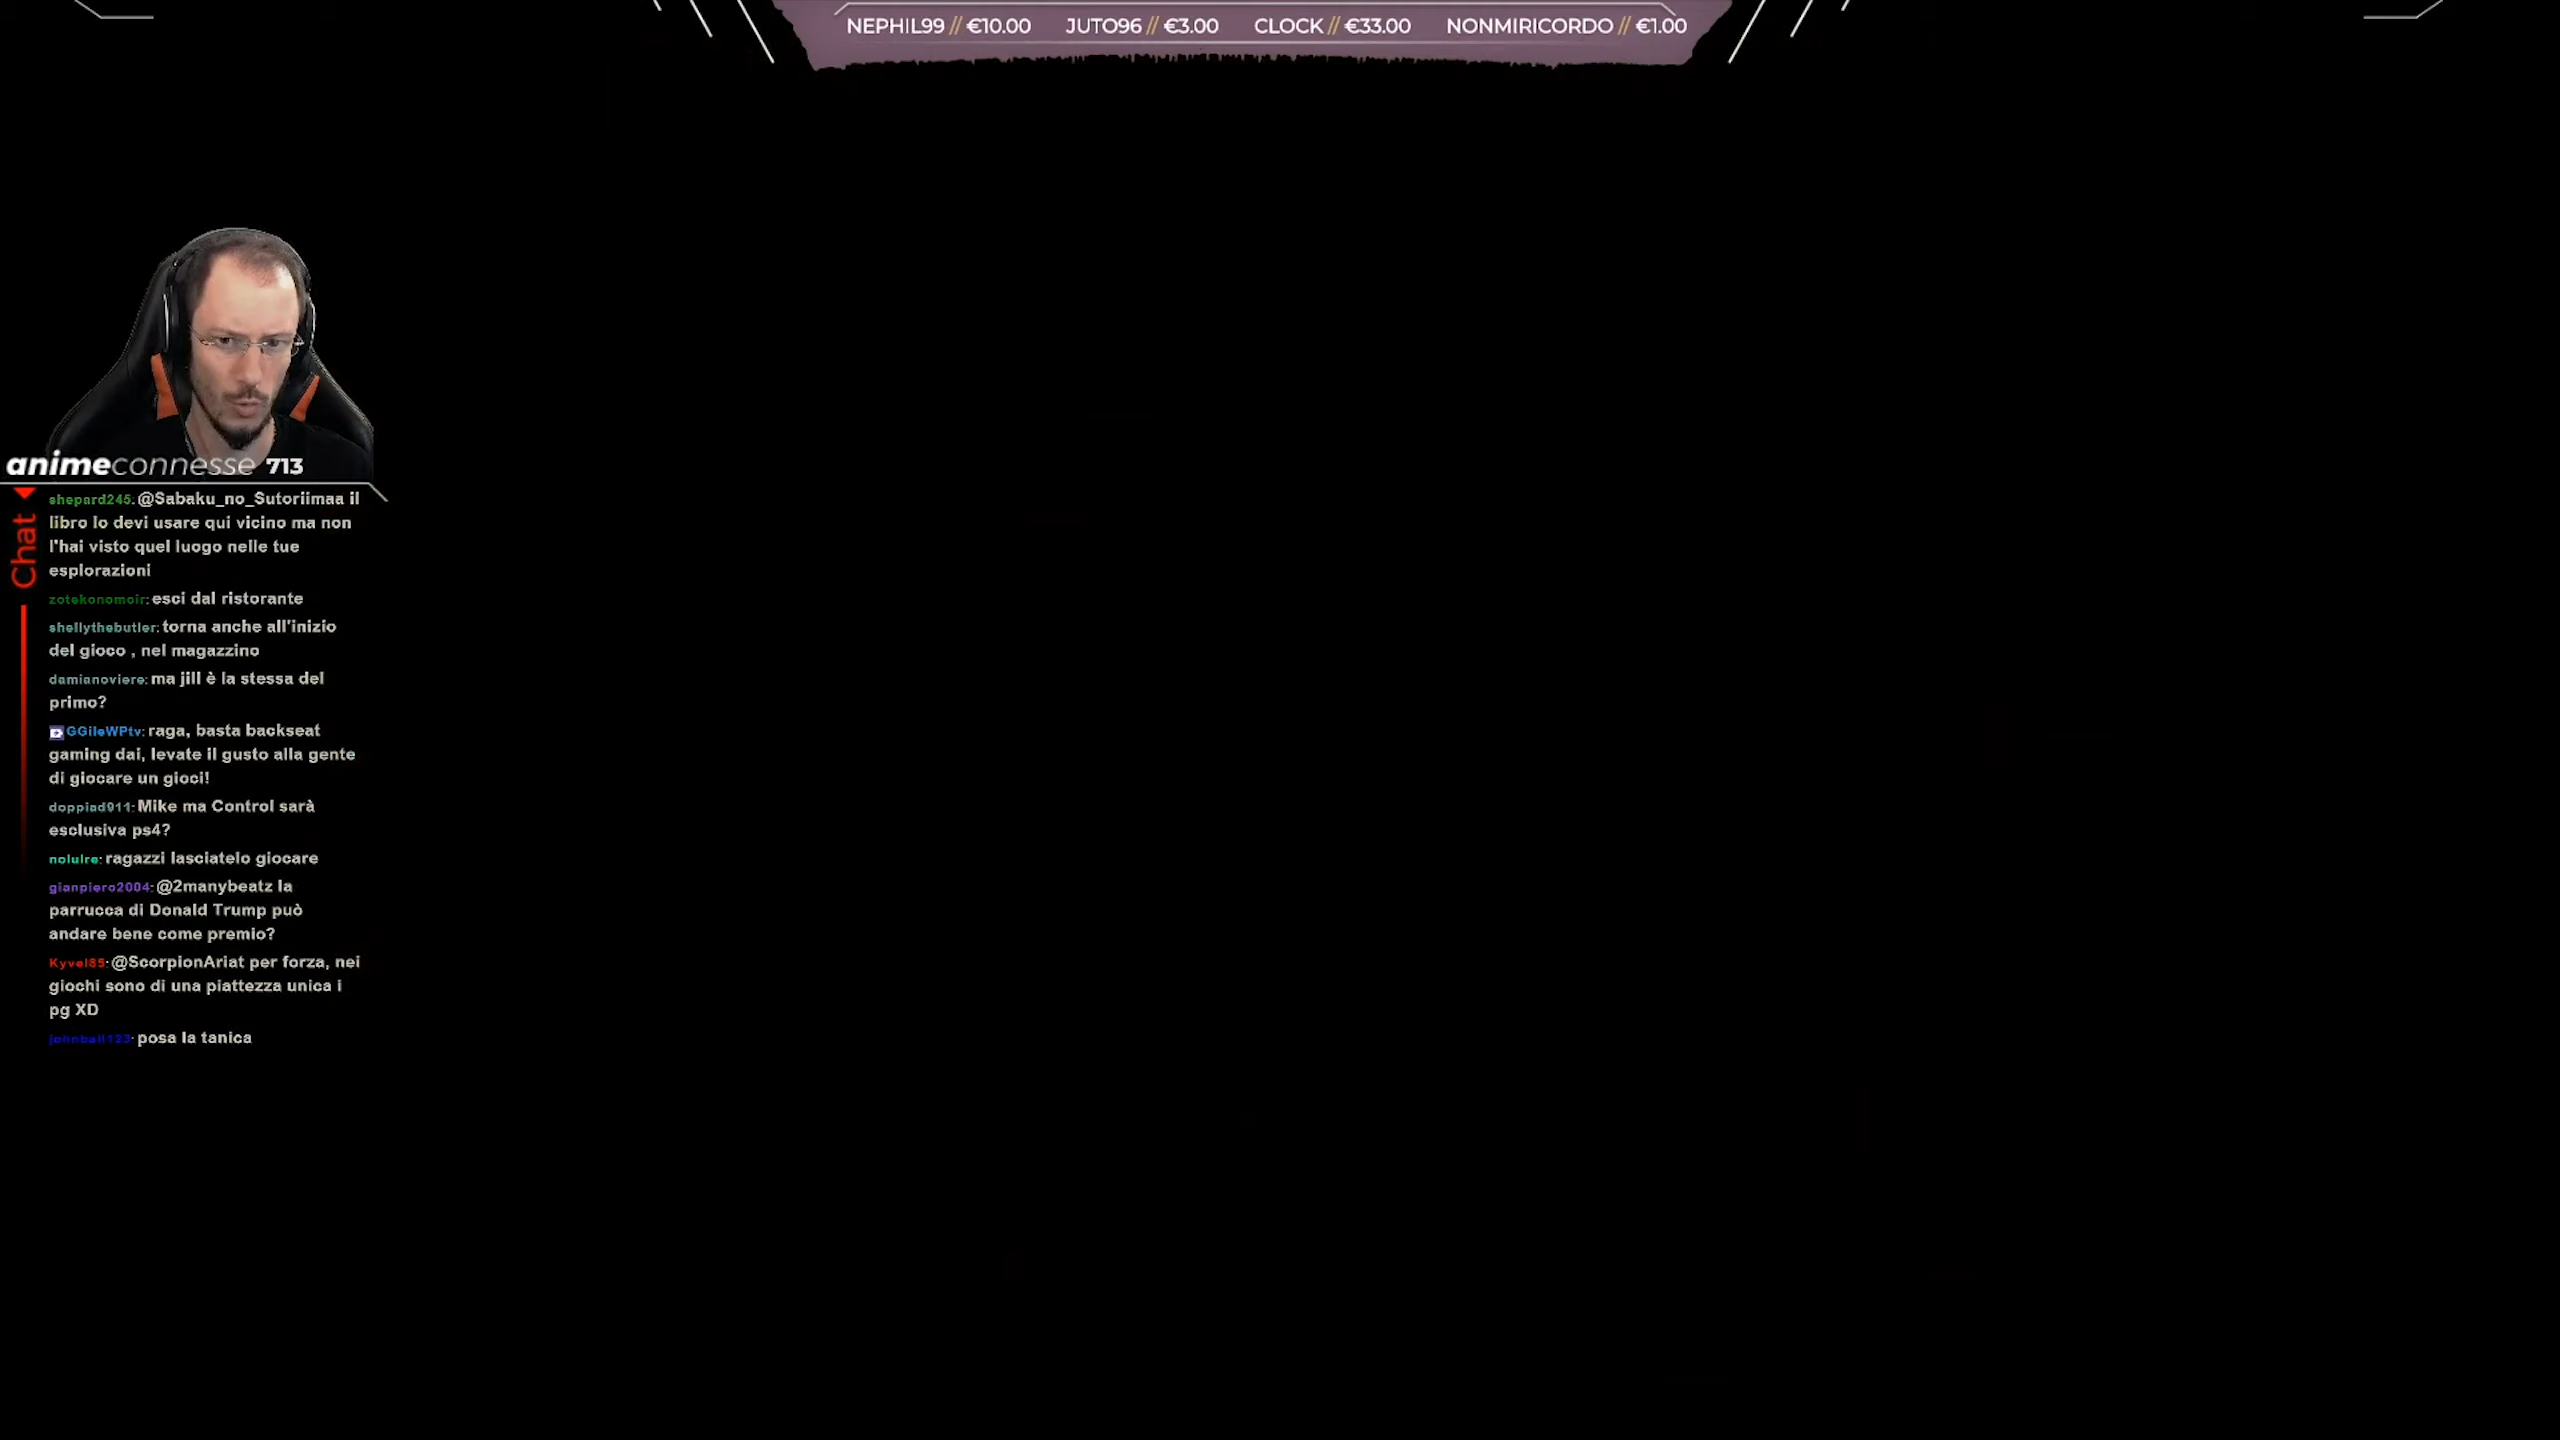 NEPHIL99 // €10.00 JUTO96 // €3.00 CLOCK // €33.00 NONMIRICORDO // €1.00
animeconnesse 713
Chat
shepard245: @Sabaku_no_Sutoriimaa il
libro lo devi usare qui vicino ma non
l'hai visto quel luogo nelle tue
esplorazioni
zotekonomoir: esci dal ristorante
shellythebutler: torna anche all'inizio
del gioco , nel magazzino
damianoviere: ma jill è la stessa del
primo?
GGileWPtv: raga, basta backseat
gaming dai, levate il gusto alla gente
di giocare un gioci!
doppiad911: Mike ma Control sarà
esclusiva ps4?
nolulre: ragazzi lasciatelo giocare
gianpiero2004: @2manybeatz la
parrucca di Donald Trump può
andare bene come premio?
Kyvel85: @ScorpionAriat per forza, nei
giochi sono di una piattezza unica i
pg XD
johnball123: posa la tanica